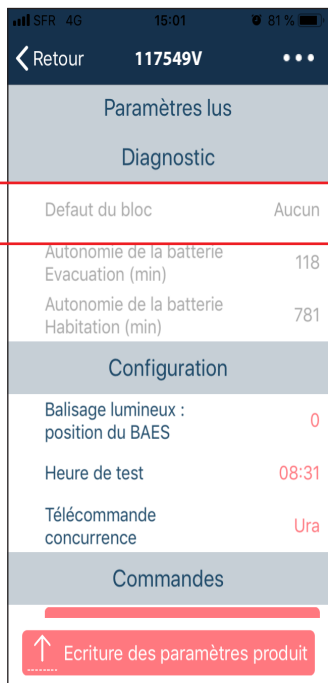 SFR 4G 15:01 81 %
Retour 117549V
Paramètres lus
Diagnostic
Defaut du bloc Aucun
Autonomie de la batterie
Evacuation (min) 118
Autonomie de la batterie
Habitation (min) 781
Configuration
Balisage lumineux :
position du BAES 0
Heure de test 08:31
Télécommande
concurrence Ura
Commandes
Ecriture des paramètres produit